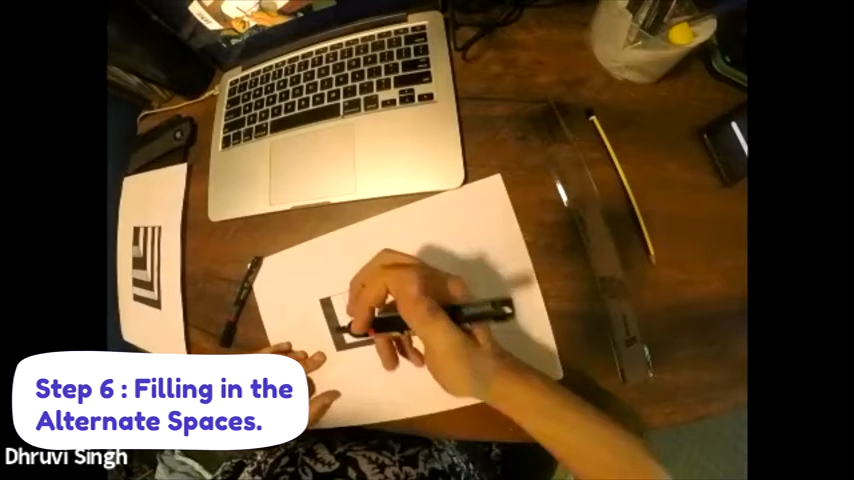 Step 6 : Filling in the
Alternate Spaces.
Dhruvi Singh